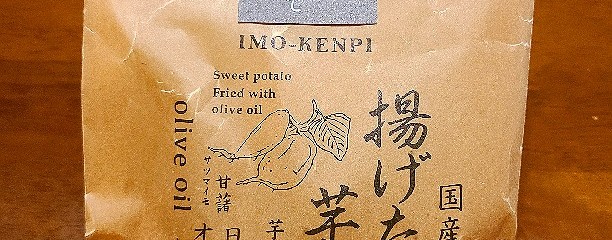 IMO-KENPI
Sweet potato
Fried with
olive oil
olive oil
揚げた
芋
国産
甘藷
サツマイモ
芋
日
オ